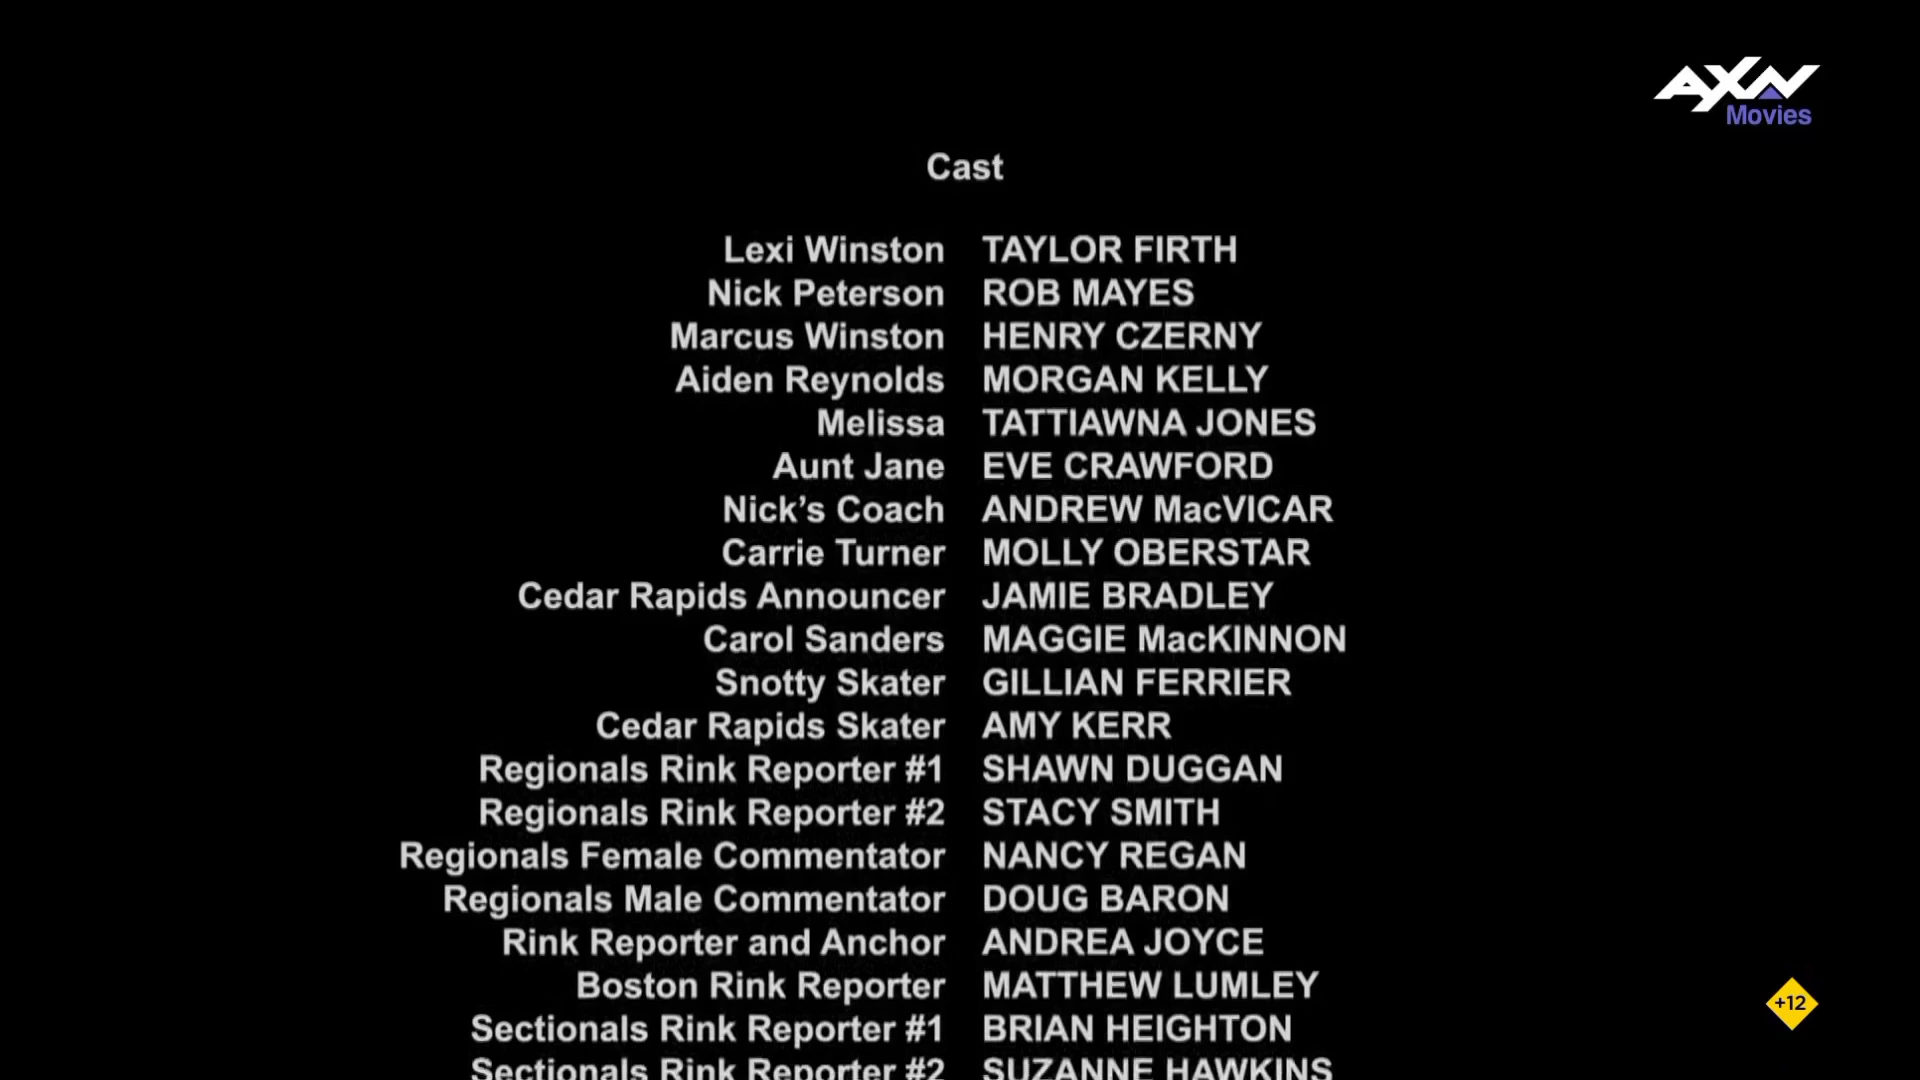 AXN
Movies
Cast
Lexi Winston TAYLOR FIRTH
Nick Peterson ROB MAYES
Marcus Winston HENRY CZERNY
Aiden Reynolds MORGAN KELLY
Melissa TATTIAWNA JONES
Aunt Jane EVE CRAWFORD
Nick’s Coach ANDREW MacVICAR
Carrie Turner MOLLY OBERSTAR
Cedar Rapids Announcer JAMIE BRADLEY
Carol Sanders MAGGIE MacKINNON
Snotty Skater GILLIAN FERRIER
Cedar Rapids Skater AMY KERR
Regionals Rink Reporter #1 SHAWN DUGGAN
Regionals Rink Reporter #2 STACY SMITH
Regionals Female Commentator NANCY REGAN
Regionals Male Commentator DOUG BARON
Rink Reporter and Anchor ANDREA JOYCE
Boston Rink Reporter MATTHEW LUMLEY
+12
Sectionals Rink Reporter #1 BRIAN HEIGHTON
Sectionals Rink Reporter #2 SUZANNE HAWKINS